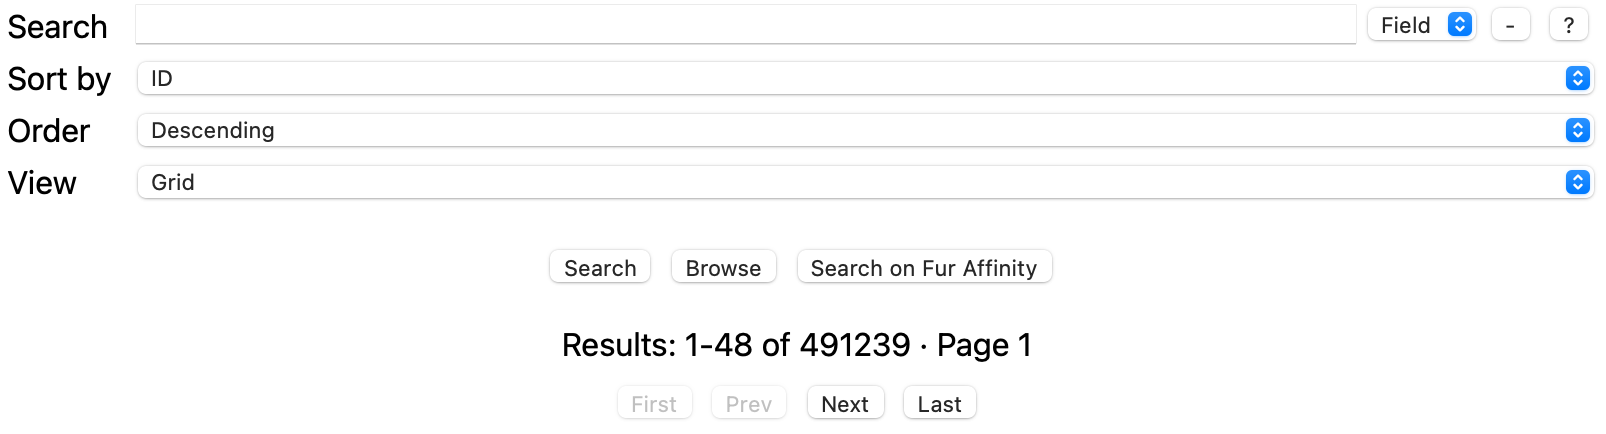 Search Field - ?
Sort by ID
Order Descending
View Grid
Search Browse Search on Fur Affinity
Results: 1-48 of 491239 · Page 1
First Prev Next Last